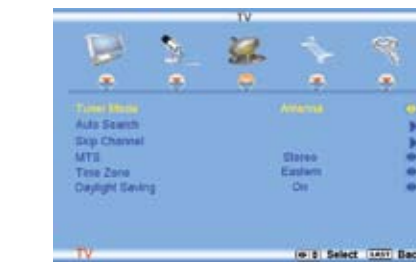 TV
Tuner Mode Antenna
Auto Search
Skip Channel
MTS Stereo
Time Zone Eastern
Daylight Saving On
TV Select LAST Bac